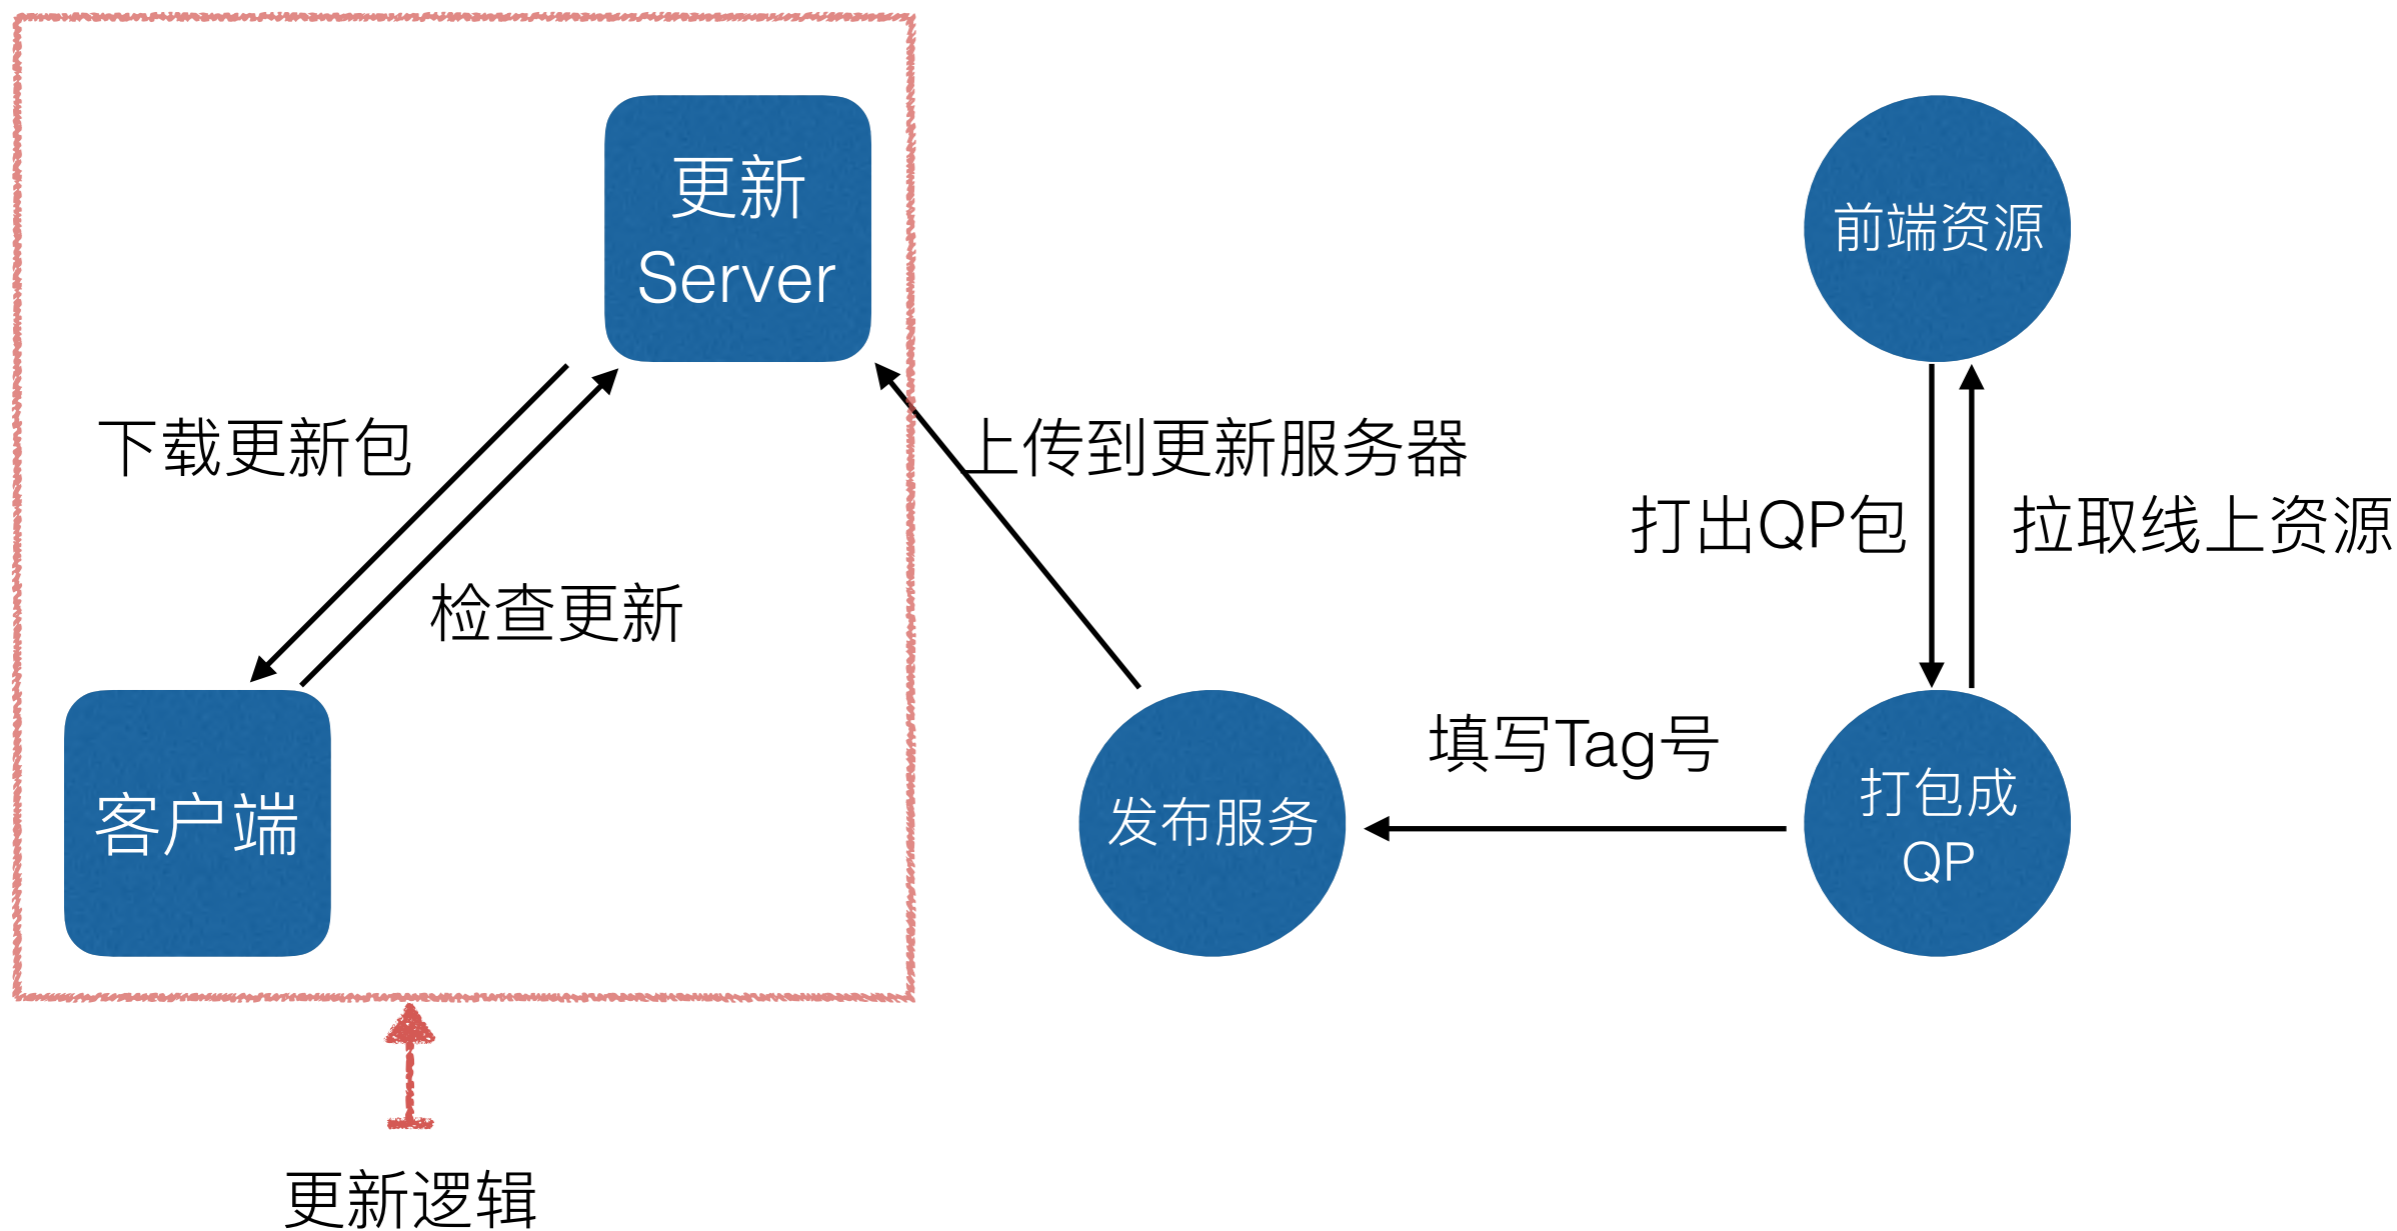 更新
Server
前端资源
下载更新包
上传到更新服务器
打出QP包
拉取线上资源
检查更新
填写Tag号
客户端
发布服务
打包成
QP
更新逻辑